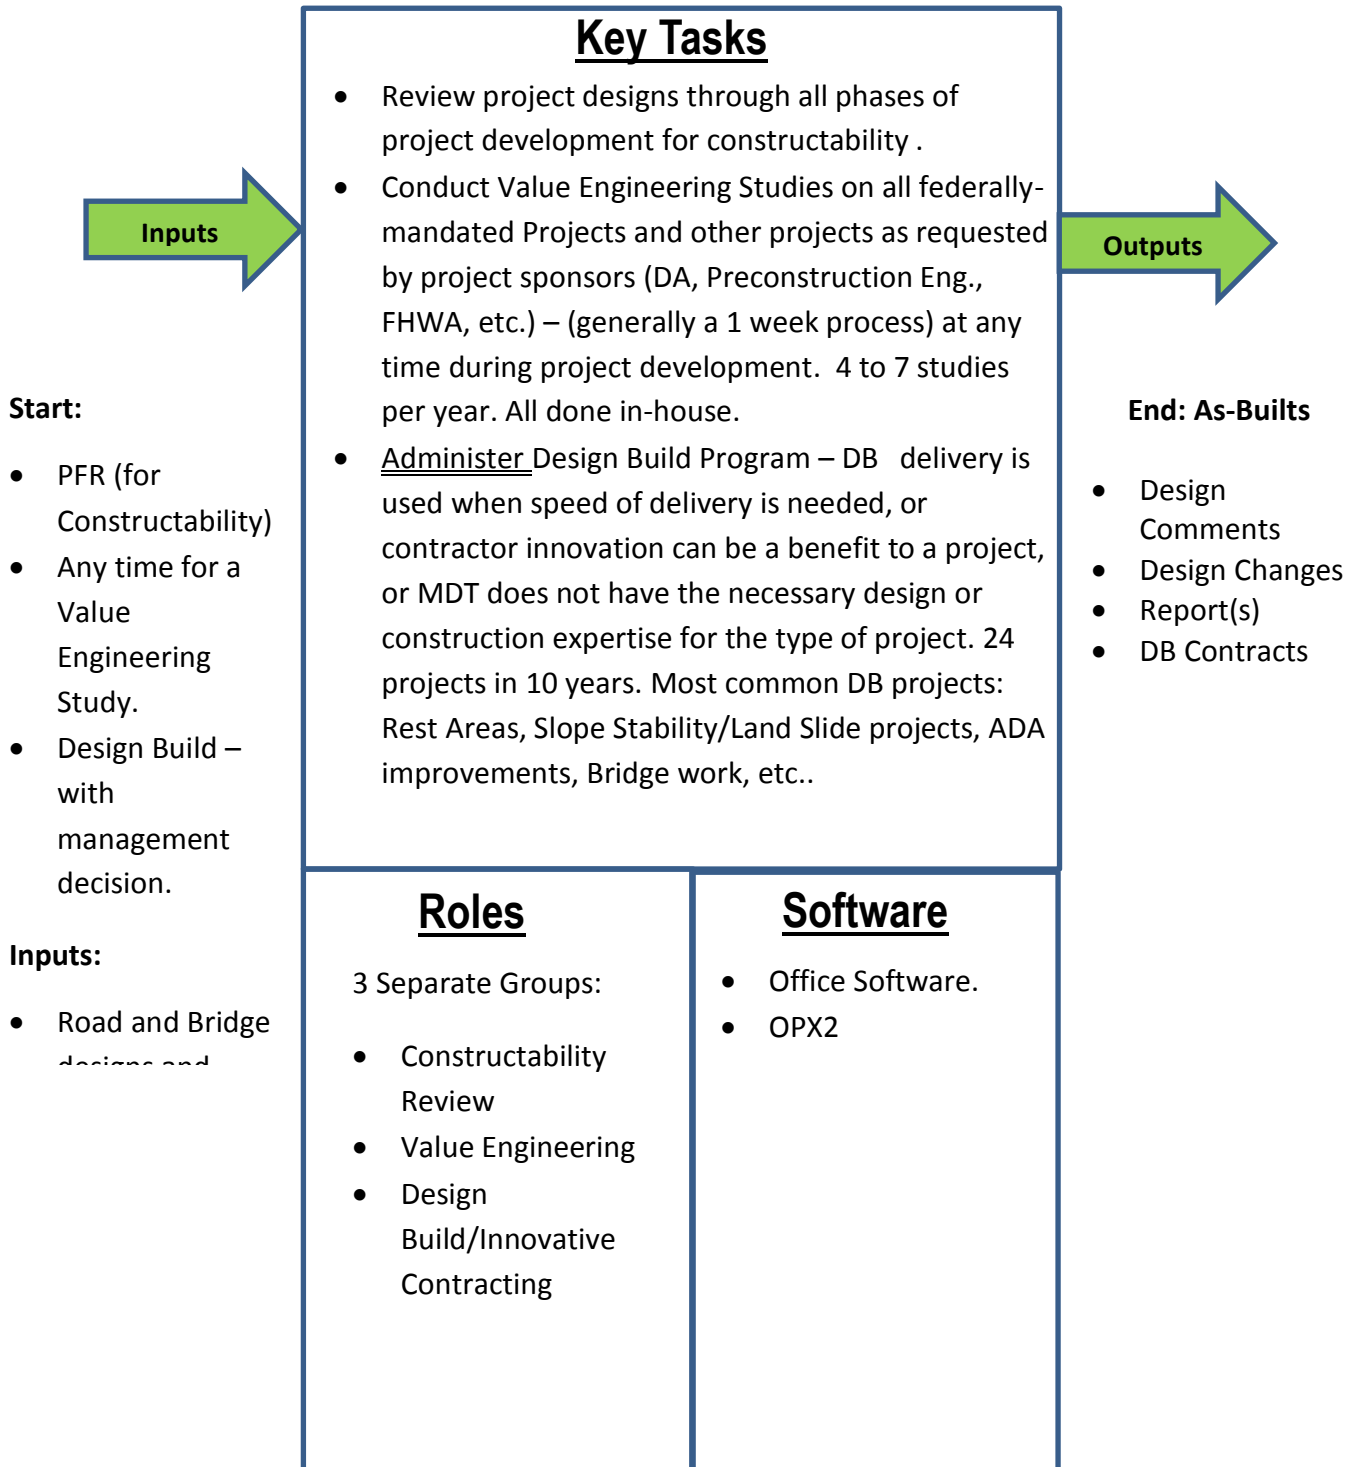 Key Tasks
• Review project designs through all phases of
project development for constructability .
• Conduct Value Engineering Studies on all federally-
mandated Projects and other projects as requested
by project sponsors (DA, Preconstruction Eng.,
FHWA, etc.) – (generally a 1 week process) at any
time during project development.  4 to 7 studies
per year. All done in-house.
• Administer Design Build Program – DB   delivery is
used when speed of delivery is needed, or
contractor innovation can be a benefit to a project,
or MDT does not have the necessary design or
construction expertise for the type of project. 24
projects in 10 years. Most common DB projects:
Rest Areas, Slope Stability/Land Slide projects, ADA
improvements, Bridge work, etc..
Inputs
Start:
• PFR (for
Constructability)
• Any time for a
Value
Engineering
Study.
• Design Build –
with
management
decision.
Inputs:
• Road and Bridge
designs and
Outputs
End: As-Builts
• Design
Comments
• Design Changes
• Report(s)
• DB Contracts
Roles
3 Separate Groups:
• Constructability
Review
• Value Engineering
• Design
Build/Innovative
Contracting
Software
• Office Software.
• OPX2